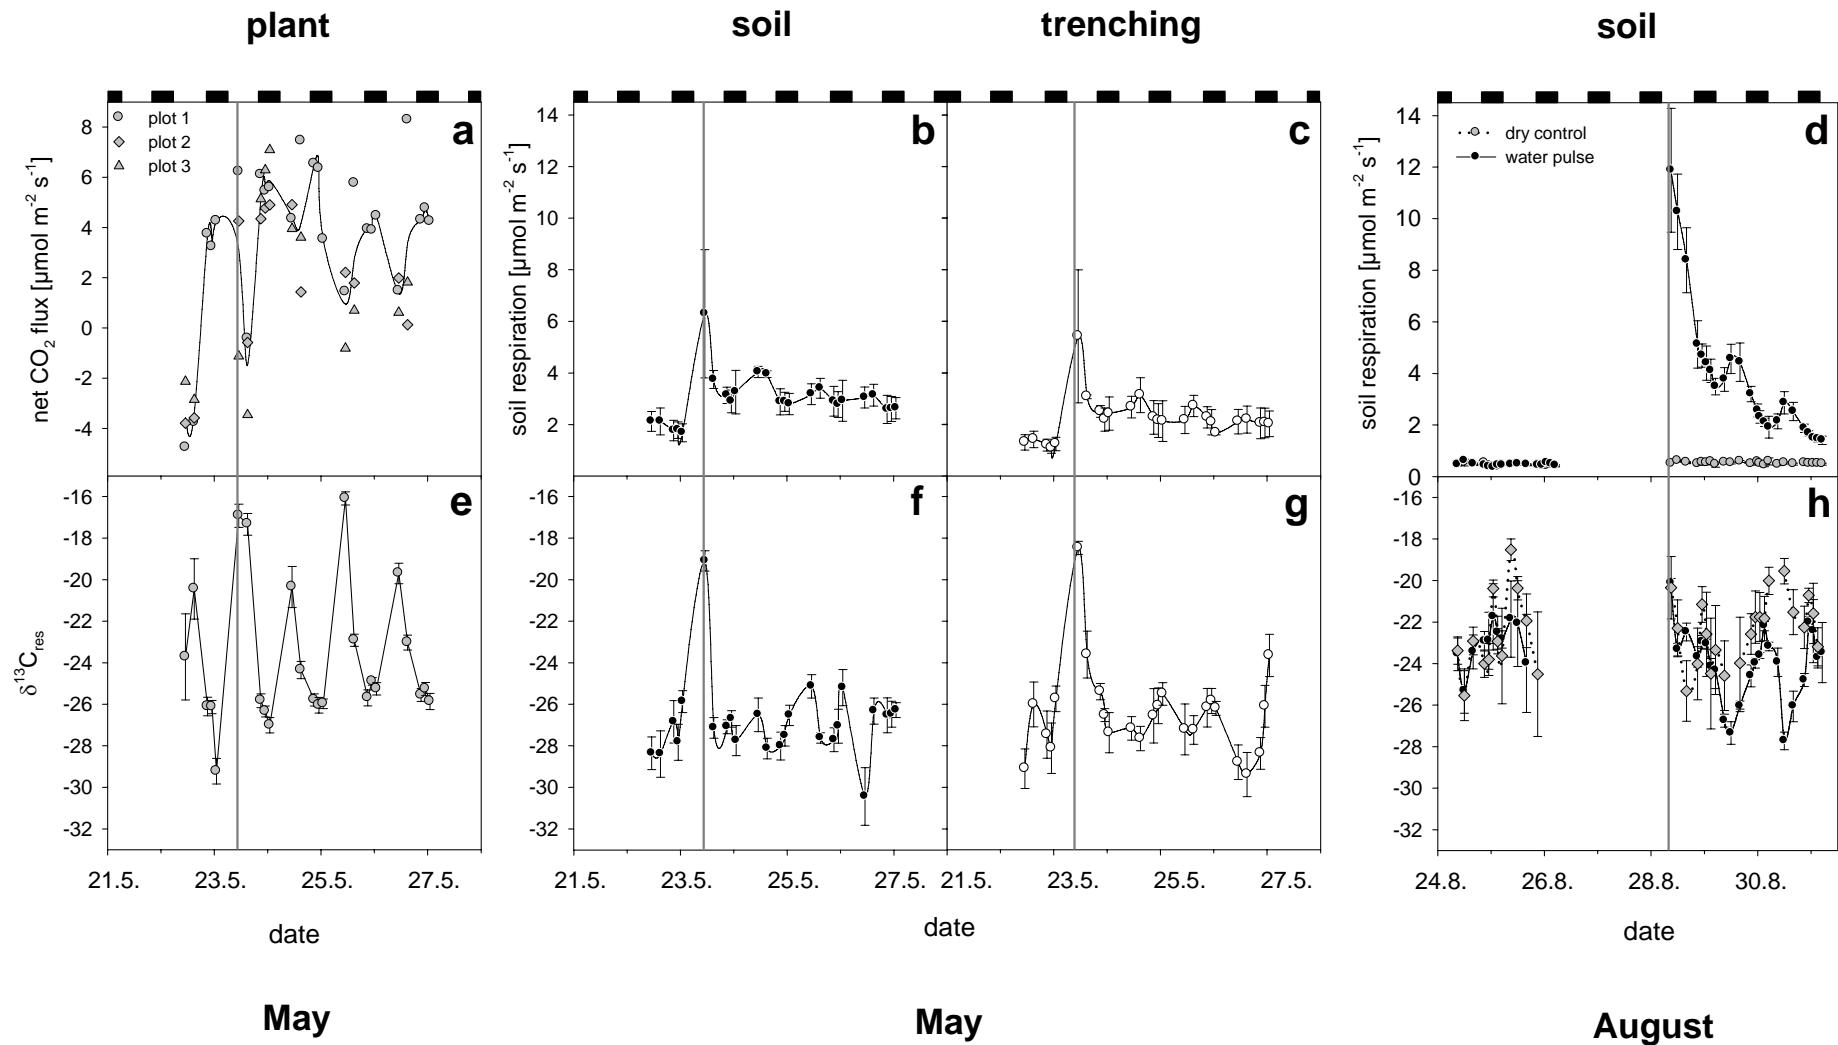 plant
soil
trenching
soil
net CO2 flux [µmol m-2 s-1]
8
6
4
2
0
-2
-4
plot 1
plot 2
plot 3
a
soil respiration [µmol m-2 s-1]
14
12
10
8
6
4
2
b
c
soil respiration [µmol m-2 s-1]
14
12
10
8
6
4
2
0
dry control
water pulse
d
δ13Cres
-16
-18
-20
-22
-24
-26
-28
-30
-32
e
-16
-18
-20
-22
-24
-26
-28
-30
-32
f
g
-16
-18
-20
-22
-24
-26
-28
-30
-32
h
21.5. 23.5. 25.5. 27.5.
21.5. 23.5. 25.5. 27.5.
21.5. 23.5. 25.5. 27.5.
24.8. 26.8. 28.8. 30.8.
date
date
date
May
May
August